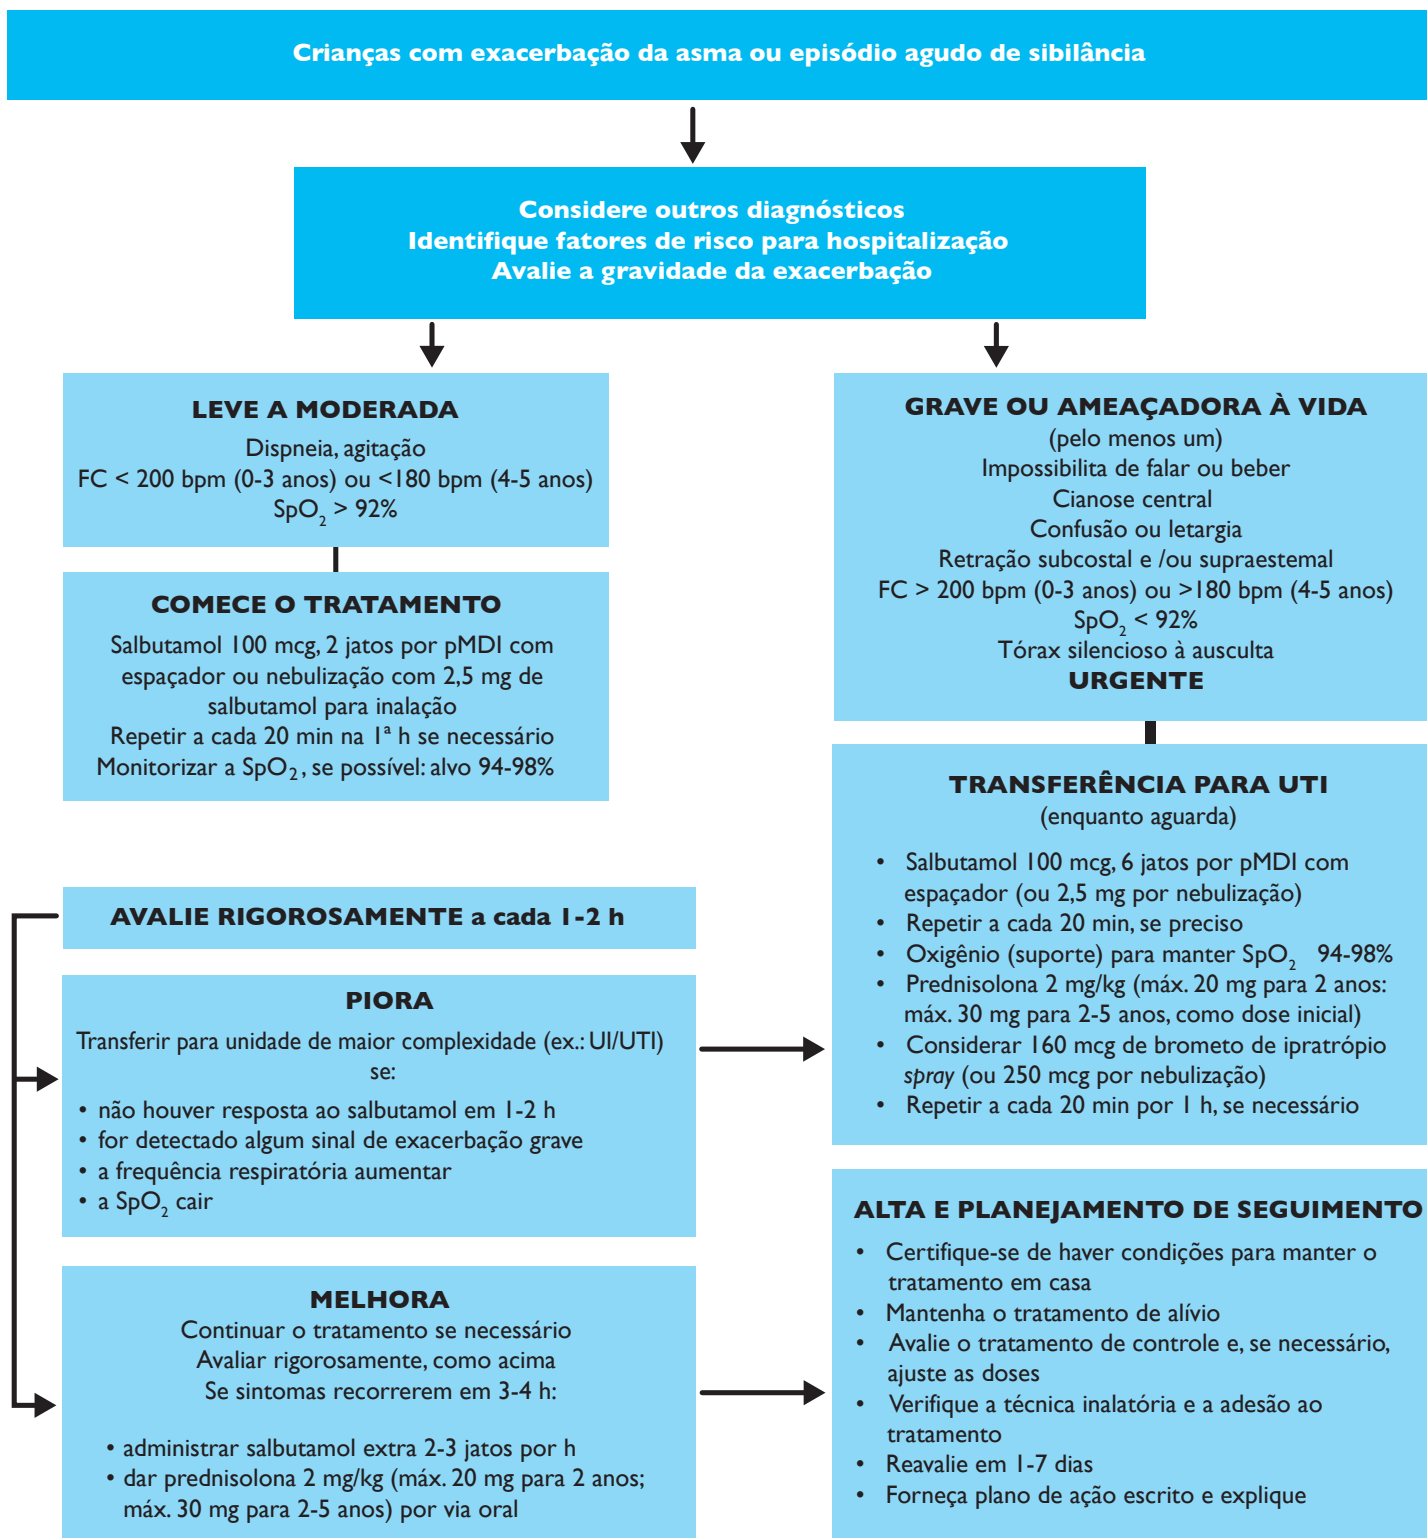 Crianças com exacerbação da asma ou episódio agudo de sibilância
Considere outros diagnósticos
Identifique fatores de risco para hospitalização
Avalie a gravidade da exacerbação
LEVE A MODERADA
Dispneia, agitação
FC < 200 bpm (0-3 anos) ou <180 bpm (4-5 anos)
SpO₂ > 92%
COMECE O TRATAMENTO
Salbutamol 100 mcg, 2 jatos por pMDI com
espaçador ou nebulização com 2,5 mg de
salbutamol para inalação
Repetir a cada 20 min na 1ª h se necessário
Monitorizar a SpO₂, se possível: alvo 94-98%
AVALIE RIGOROSAMENTE a cada 1-2 h
PIORA
Transferir para unidade de maior complexidade (ex.: UI/UTI)
se:
• não houver resposta ao salbutamol em 1-2 h
• for detectado algum sinal de exacerbação grave
• a frequência respiratória aumentar
• a SpO₂ cair
MELHORA
Continuar o tratamento se necessário
Avaliar rigorosamente, como acima
Se sintomas recorrerem em 3-4 h:
• administrar salbutamol extra 2-3 jatos por h
• dar prednisolona 2 mg/kg (máx. 20 mg para 2 anos;
máx. 30 mg para 2-5 anos) por via oral
GRAVE OU AMEAÇADORA À VIDA
(pelo menos um)
Impossibilita de falar ou beber
Cianose central
Confusão ou letargia
Retração subcostal e /ou supraestemal
FC > 200 bpm (0-3 anos) ou >180 bpm (4-5 anos)
SpO₂ < 92%
Tórax silencioso à ausculta
URGENTE
TRANSFERÊNCIA PARA UTI
(enquanto aguarda)
• Salbutamol 100 mcg, 6 jatos por pMDI com
espaçador (ou 2,5 mg por nebulização)
• Repetir a cada 20 min, se preciso
• Oxigênio (suporte) para manter SpO₂ 94-98%
• Prednisolona 2 mg/kg (máx. 20 mg para 2 anos:
máx. 30 mg para 2-5 anos, como dose inicial)
• Considerar 160 mcg de brometo de ipratrópio
spray (ou 250 mcg por nebulização)
• Repetir a cada 20 min por 1 h, se necessário
ALTA E PLANEJAMENTO DE SEGUIMENTO
• Certifique-se de haver condições para manter o
tratamento em casa
• Mantenha o tratamento de alívio
• Avalie o tratamento de controle e, se necessário,
ajuste as doses
• Verifique a técnica inalatória e a adesão ao
tratamento
• Reavalie em 1-7 dias
• Forneça plano de ação escrito e explique